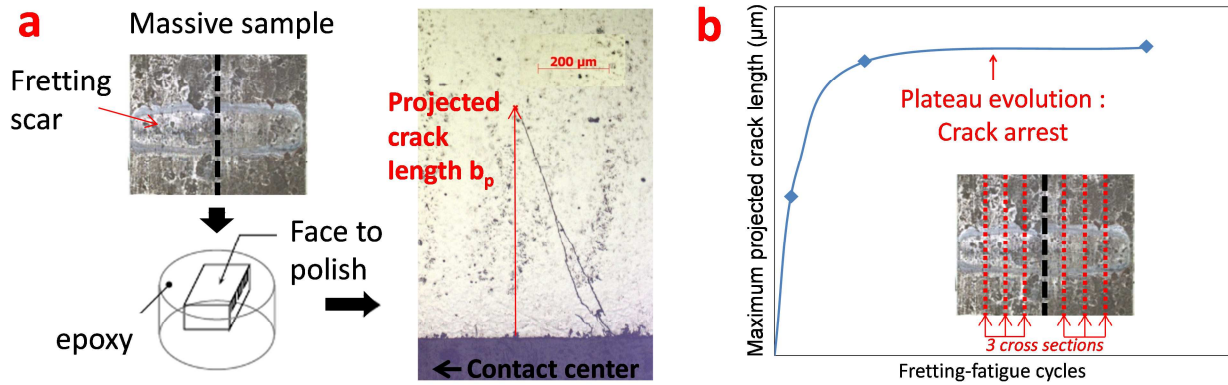 a
Massive sample
Fretting
scar
Face to
polish
epoxy
200 µm
Projected
crack
length bp
← Contact center
b
Maximum projected crack length (µm)
Plateau evolution :
Crack arrest
3 cross sections
Fretting-fatigue cycles